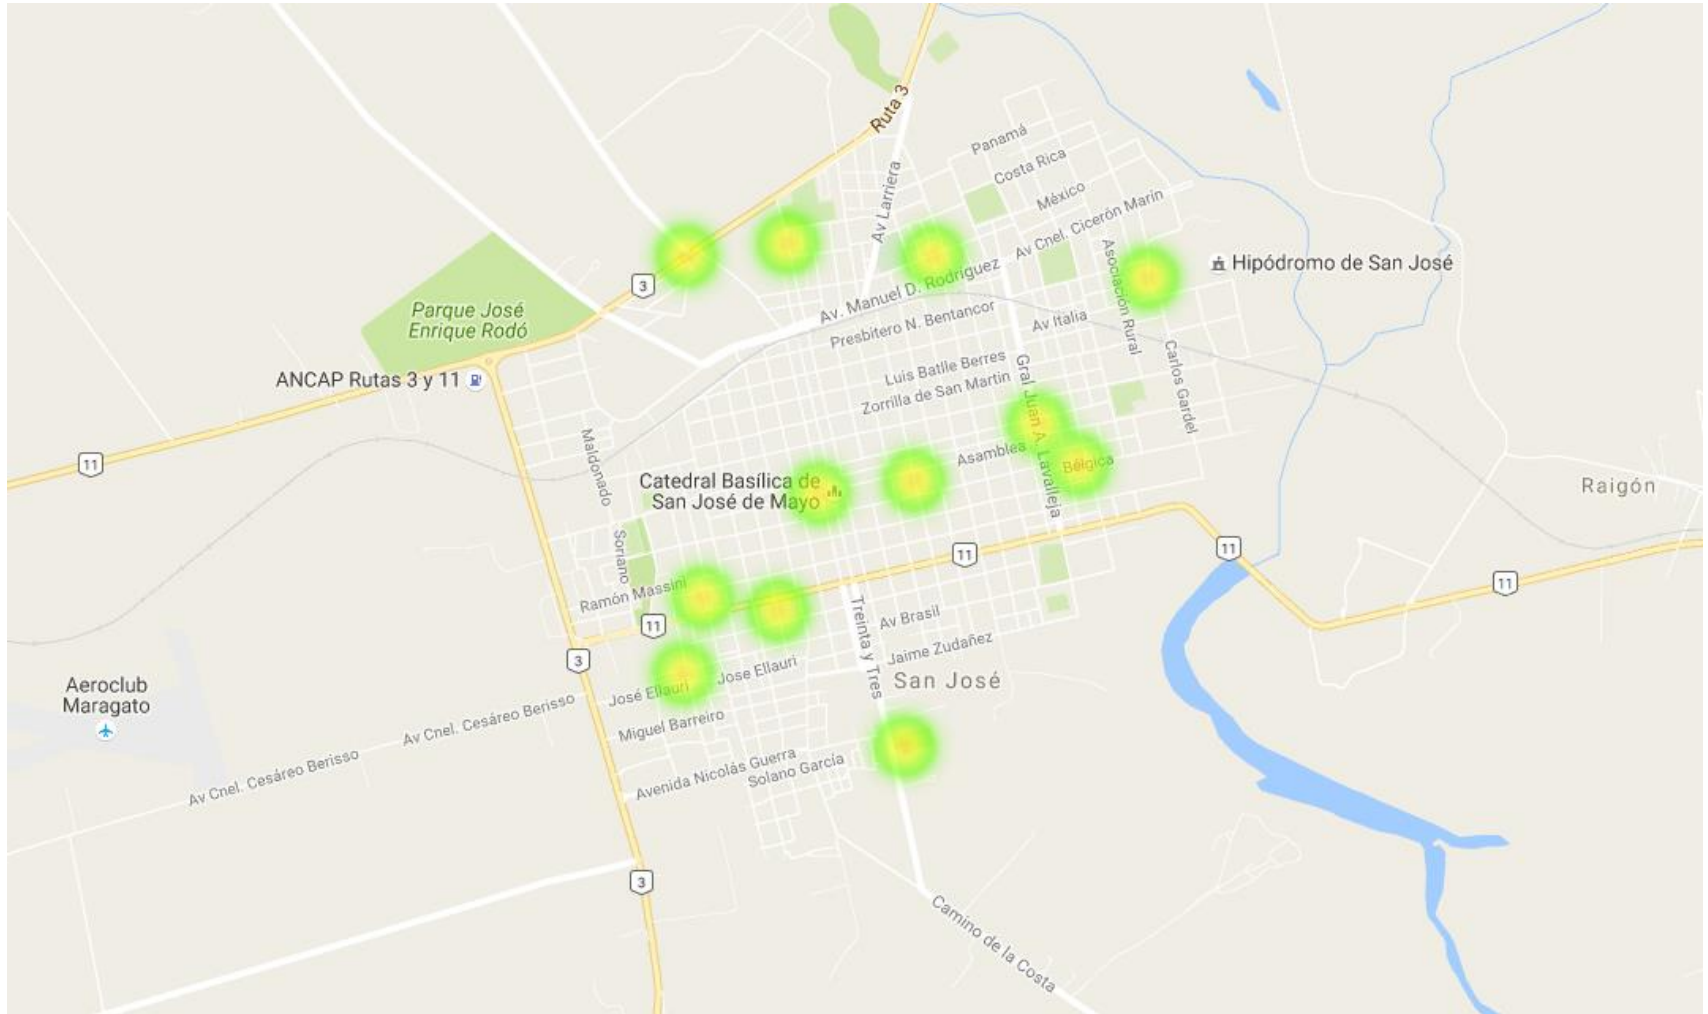 Ruta 3
Panamá
Costa Rica
México
Av Larriera
Av Cnel. Cicerón Marín
Asociación Rural
Hipódromo de San José
3
Av. Manuel D. Rodríguez
Parque José
Enrique Rodó
Presbitero N. Bentancor
Av Italia
ANCAP Rutas 3 y 11
Luis Batlle Berres
Zorrilla de San Martin
Gral Juan A. Lavalleja
Carlos Gardel
11
Maldonado
Asamblea
Bélgica
Catedral Basílica de
San José de Mayo
Raigón
Soriano
11
11
11
Ramón Massini
11
Treinta y Tres
Av Brasil
3
Jaime Zudañez
Jose Ellauri
San José
José Ellauri
Aeroclub
Maragato
Av Cnel. Cesáreo Berisso
Miguel Barreiro
Av Cnel. Cesáreo Berisso
Avenida Nicolás Guerra
Solano García
3
Camino de la Costa